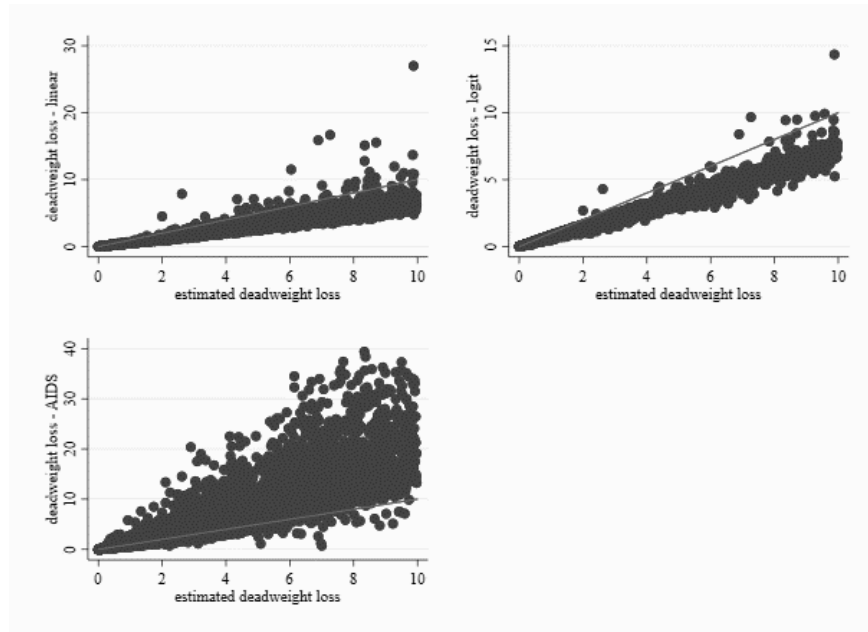 30
20
10
0
deadweight loss - linear
0 2 4 6 8 10
estimated deadweight loss
15
10
5
0
deadweight loss - logit
0 2 4 6 8 10
estimated deadweight loss
40
30
20
10
0
deadweight loss - AIDS
0 2 4 6 8 10
estimated deadweight loss